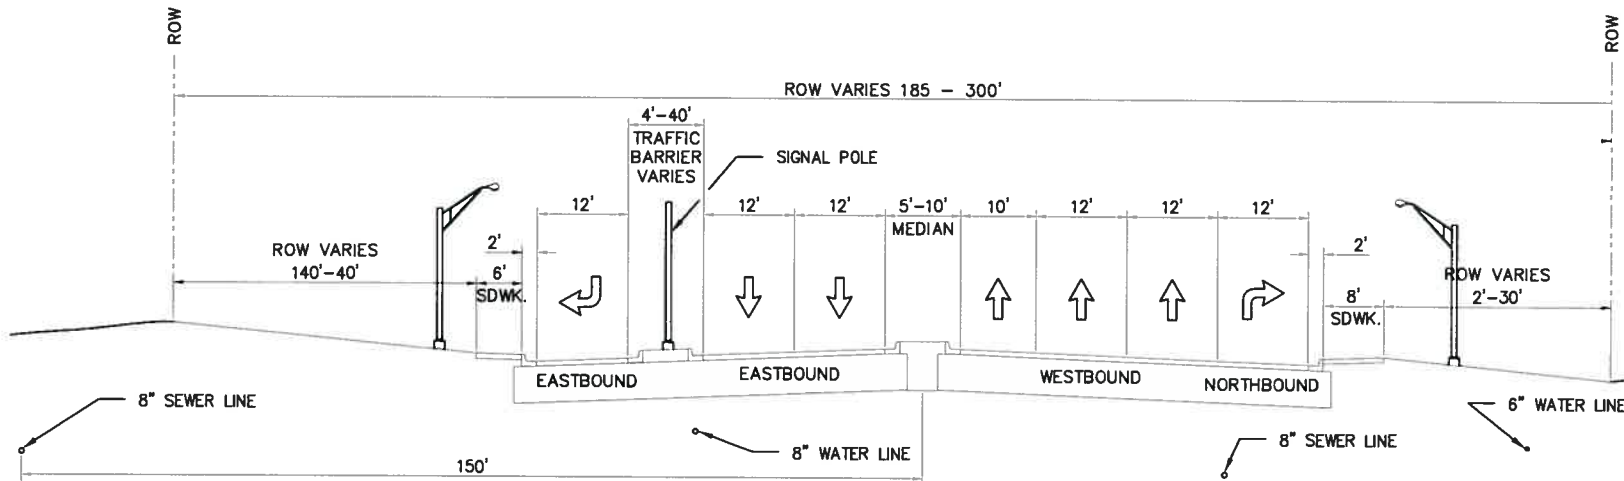 ROW
ROW
ROW VARIES 185 - 300'
4'-40'
TRAFFIC
BARRIER
VARIES
SIGNAL POLE
12'
12'
12'
5'-10'
MEDIAN
10'
12'
12'
12'
2'
2'
ROW VARIES
140'-40'
6'
SDWK.
8'
SDWK.
ROW VARIES
2'-30'
EASTBOUND
EASTBOUND
WESTBOUND
NORTHBOUND
8" SEWER LINE
8" WATER LINE
8" SEWER LINE
6" WATER LINE
150'